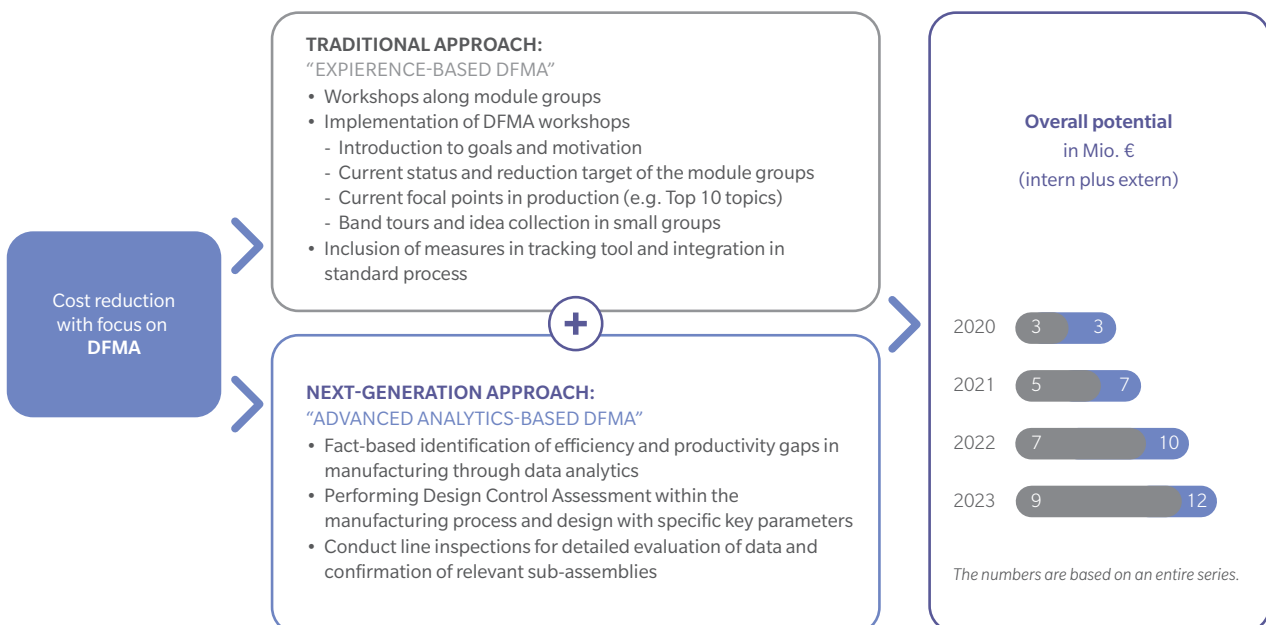 Cost reduction
with focus on
DFMA
TRADITIONAL APPROACH:
“EXPIERENCE-BASED DFMA”
• Workshops along module groups
• Implementation of DFMA workshops
- Introduction to goals and motivation
- Current status and reduction target of the module groups
- Current focal points in production (e.g. Top 10 topics)
- Band tours and idea collection in small groups
• Inclusion of measures in tracking tool and integration in
standard process
+
NEXT-GENERATION APPROACH:
“ADVANCED ANALYTICS-BASED DFMA”
• Fact-based identification of efficiency and productivity gaps in
manufacturing through data analytics
• Performing Design Control Assessment within the
manufacturing process and design with specific key parameters
• Conduct line inspections for detailed evaluation of data and
confirmation of relevant sub-assemblies
Overall potential
in Mio. €
(intern plus extern)
2020 3 3
2021 5 7
2022 7 10
2023 9 12
The numbers are based on an entire series.